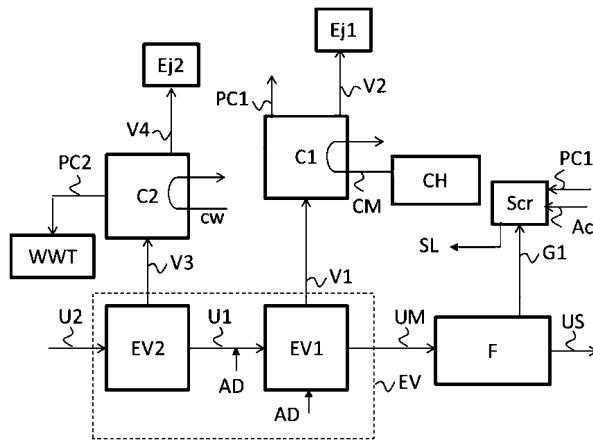 Ej1
Ej2
PC1
V2
V4
PC2
C2
cw
C1
CM
CH
PC1
Ac
Scr
SL
G1
WWT
V3
V1
U2
EV2
U1
AD
EV1
AD
UM
EV
F
US